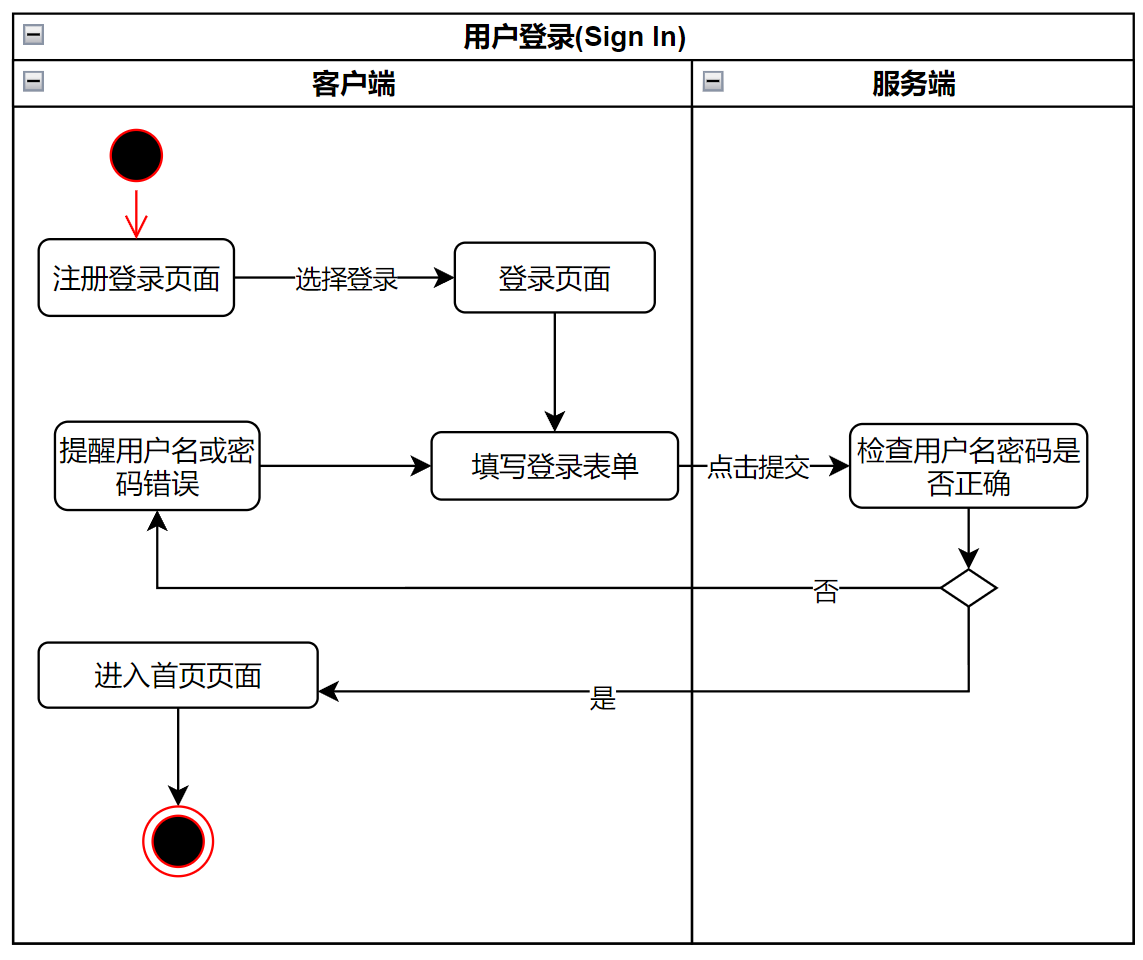 用户登录(Sign In)
客户端
服务端
注册登录页面
选择登录
登录页面
提醒用户名或密
码错误
填写登录表单
点击提交
检查用户名密码是
否正确
否
进入首页页面
是